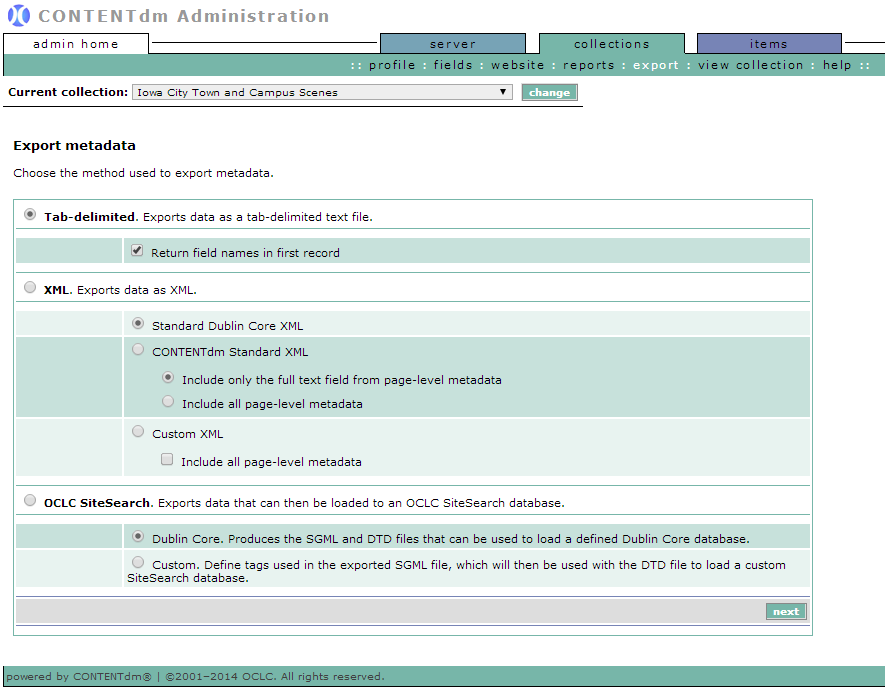 CONTENTdm Administration
admin home server collections items
:: profile : fields : website : reports : export : view collection : help ::
Current collection: Iowa City Town and Campus Scenes ▼ change
Export metadata
Choose the method used to export metadata.
Tab-delimited. Exports data as a tab-delimited text file.
Return field names in first record
XML. Exports data as XML.
Standard Dublin Core XML
CONTENTdm Standard XML
Include only the full text field from page-level metadata
Include all page-level metadata
Custom XML
Include all page-level metadata
OCLC SiteSearch. Exports data that can then be loaded to an OCLC SiteSearch database.
Dublin Core. Produces the SGML and DTD files that can be used to load a defined Dublin Core database.
Custom. Define tags used in the exported SGML file, which will then be used with the DTD file to load a custom
SiteSearch database.
next
powered by CONTENTdm® | ©2001–2014 OCLC. All rights reserved.